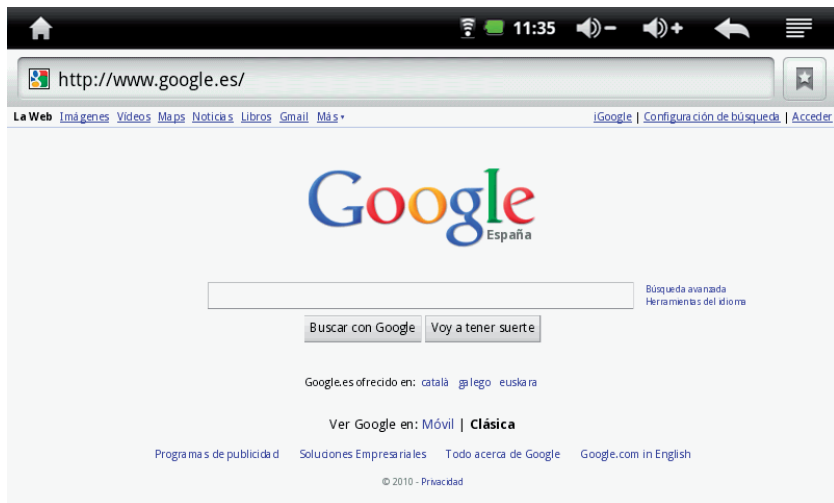 11:35
http://www.google.es/
La Web Imágenes Vídeos Maps Noticias Libros Gmail Más iGoogle | Configuración de búsqueda | Acceder
Google
España
Búsqueda avanzada
Herramientas del idioma
Buscar con Google Voy a tener suerte
Google.es ofrecido en: català galego euskara
Ver Google en: Móvil | Clásica
Programas de publicidad Soluciones Empresariales Todo acerca de Google Google.com in English
© 2010 - Privacidad